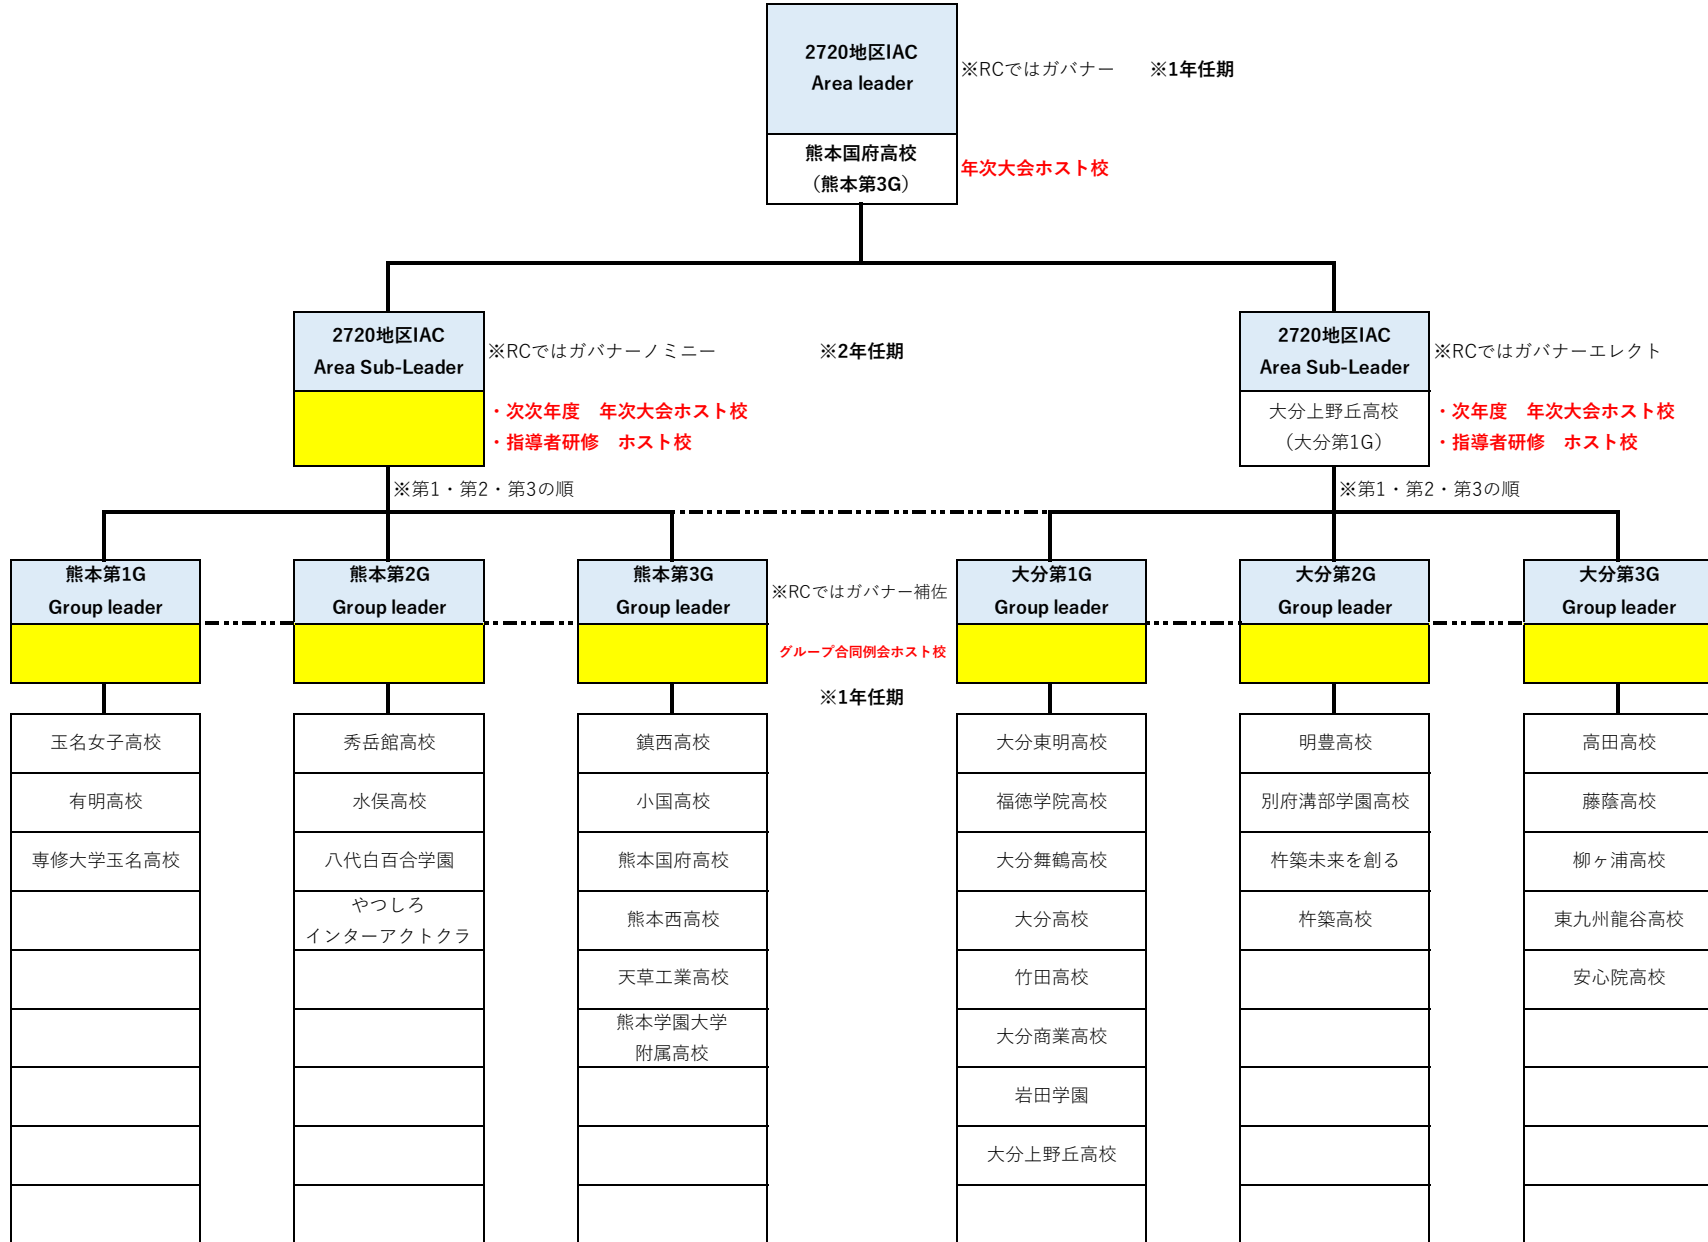 2720地区IAC
Area leader
※RCではガバナー ※1年任期
熊本国府高校
（熊本第3G）
年次大会ホスト校
2720地区IAC
Area Sub-Leader
※RCではガバナーノミニー ※2年任期
・次次年度　年次大会ホスト校
・指導者研修　ホスト校
※第1・第2・第3の順
2720地区IAC
Area Sub-Leader
※RCではガバナーエレクト
大分上野丘高校
（大分第1G）
・次年度　年次大会ホスト校
・指導者研修　ホスト校
※第1・第2・第3の順
熊本第1G
Group leader
玉名女子高校
有明高校
専修大学玉名高校
熊本第2G
Group leader
秀岳館高校
水俣高校
八代白百合学園
やつしろ
インターアクトクラ
熊本第3G
Group leader
※RCではガバナー補佐
グループ合同例会ホスト校
※1年任期
鎮西高校
小国高校
熊本国府高校
熊本西高校
天草工業高校
熊本学園大学
附属高校
大分第1G
Group leader
大分東明高校
福徳学院高校
大分舞鶴高校
大分高校
竹田高校
大分商業高校
岩田学園
大分上野丘高校
大分第2G
Group leader
明豊高校
別府溝部学園高校
杵築未来を創る
杵築高校
大分第3G
Group leader
高田高校
藤蔭高校
柳ヶ浦高校
東九州龍谷高校
安心院高校